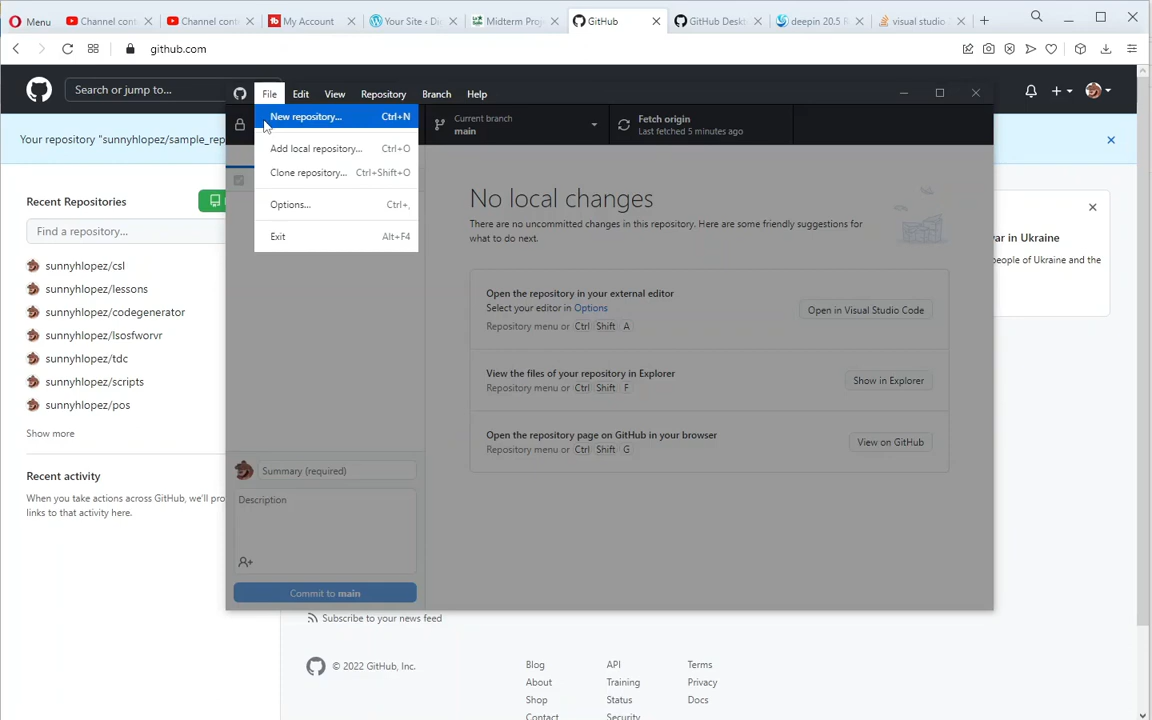 Menu
Channel cont
Channel cont
My Account
Your Site ‹ Di
Midterm Proj
GitHub
GitHub Deskt
deepin 20.5 R
visual studio
github.com
Search or jump to...
File
Edit
View
Repository
Branch
Help
New repository... Ctrl+N
Add local repository... Ctrl+O
Clone repository... Ctrl+Shift+O
Options... Ctrl+,
Exit Alt+F4
Current branch
main
Fetch origin
Last fetched 5 minutes ago
Your repository "sunnyhlopez/sample_rep
Recent Repositories
Find a repository...
sunnyhlopez/csl
sunnyhlopez/lessons
sunnyhlopez/codegenerator
sunnyhlopez/lsosfworvr
sunnyhlopez/tdc
sunnyhlopez/scripts
sunnyhlopez/pos
Show more
Recent activity
When you take actions across GitHub, we'll pro
links to that activity here.
No local changes
There are no uncommitted changes in this repository. Here are some friendly suggestions for
what to do next.
Open the repository in your external editor
Select your editor in Options
Repository menu or Ctrl Shift A
Open in Visual Studio Code
View the files of your repository in Explorer
Repository menu or Ctrl Shift F
Show in Explorer
Open the repository page on GitHub in your browser
Repository menu or Ctrl Shift G
View on GitHub
Summary (required)
Description
Commit to main
ar in Ukraine
eople of Ukraine and the
Subscribe to your news feed
© 2022 GitHub, Inc.
Blog
About
Shop
Contact
API
Training
Status
Security
Terms
Privacy
Docs